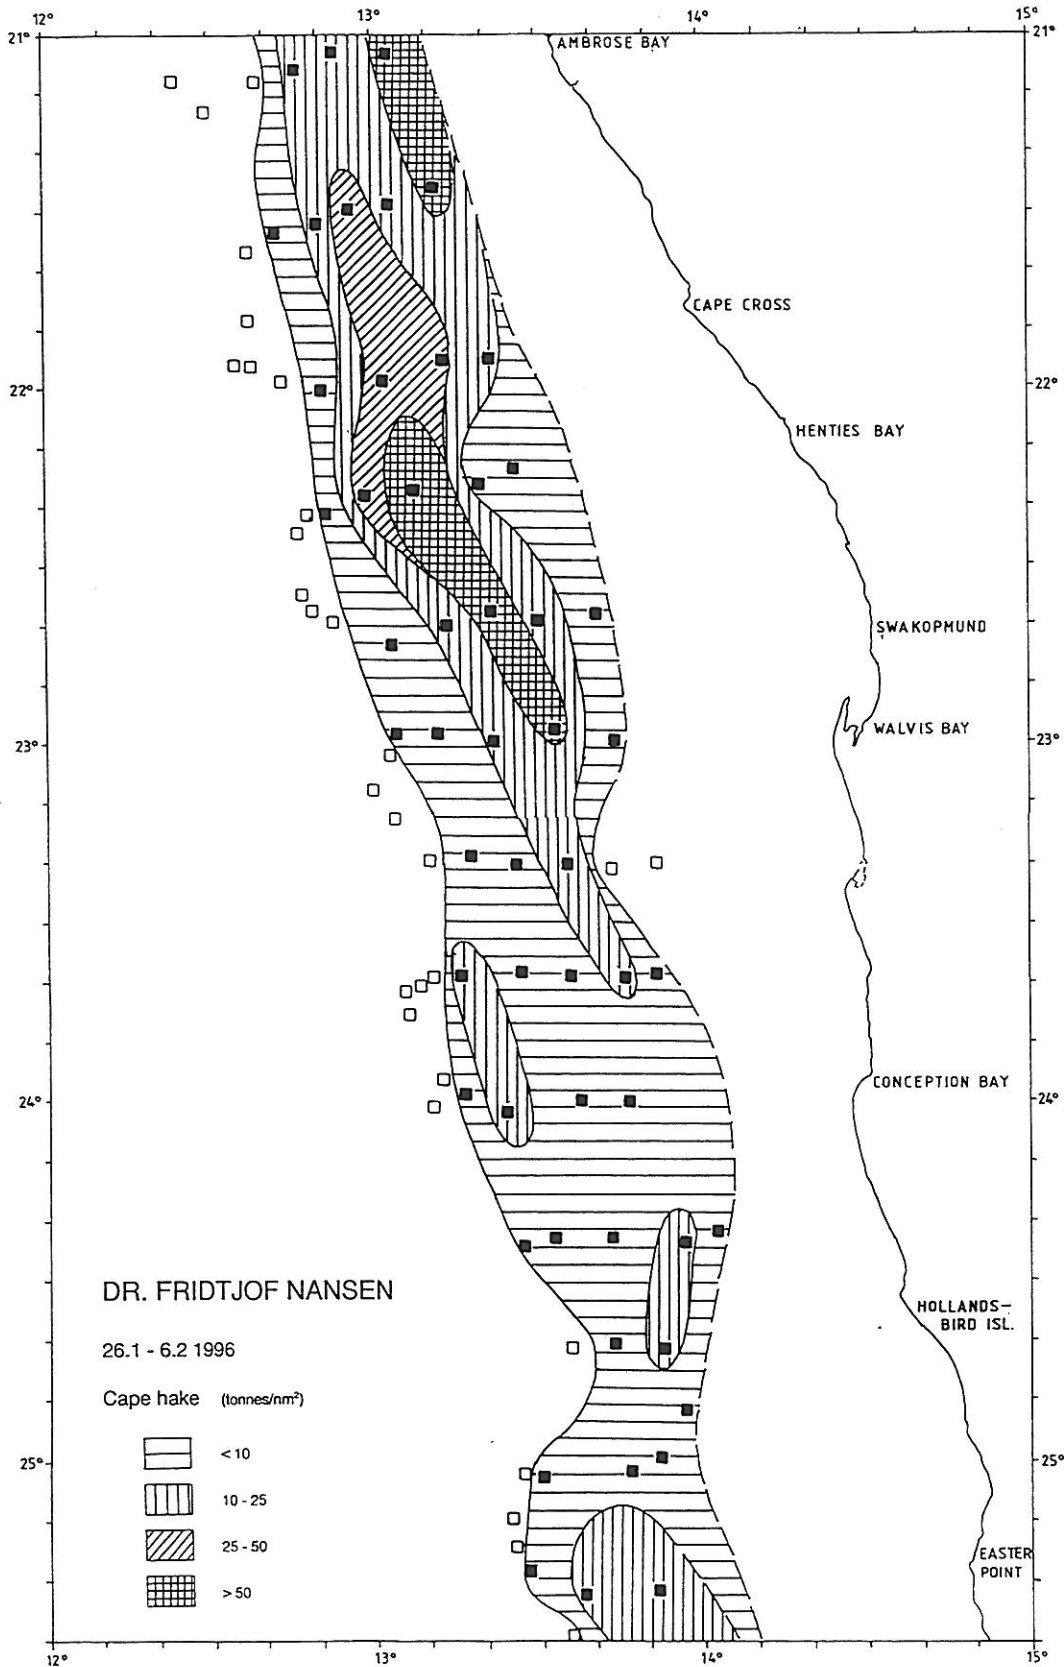 12° 13° 14° 15°
21° 21°
AMBROSE BAY
CAPE CROSS
22° 22°
HENTIES BAY
SWAKOPMUND
WALVIS BAY
23° 23°
CONCEPTION BAY
24° 24°
DR. FRIDTJOF NANSEN
HOLLANDS-
BIRD ISL.
26.1 - 6.2 1996
Cape hake (tonnes/nm²)
<10
25° 25°
10-25
25-50
EASTER
POINT
>50
12° 13° 14° 15°